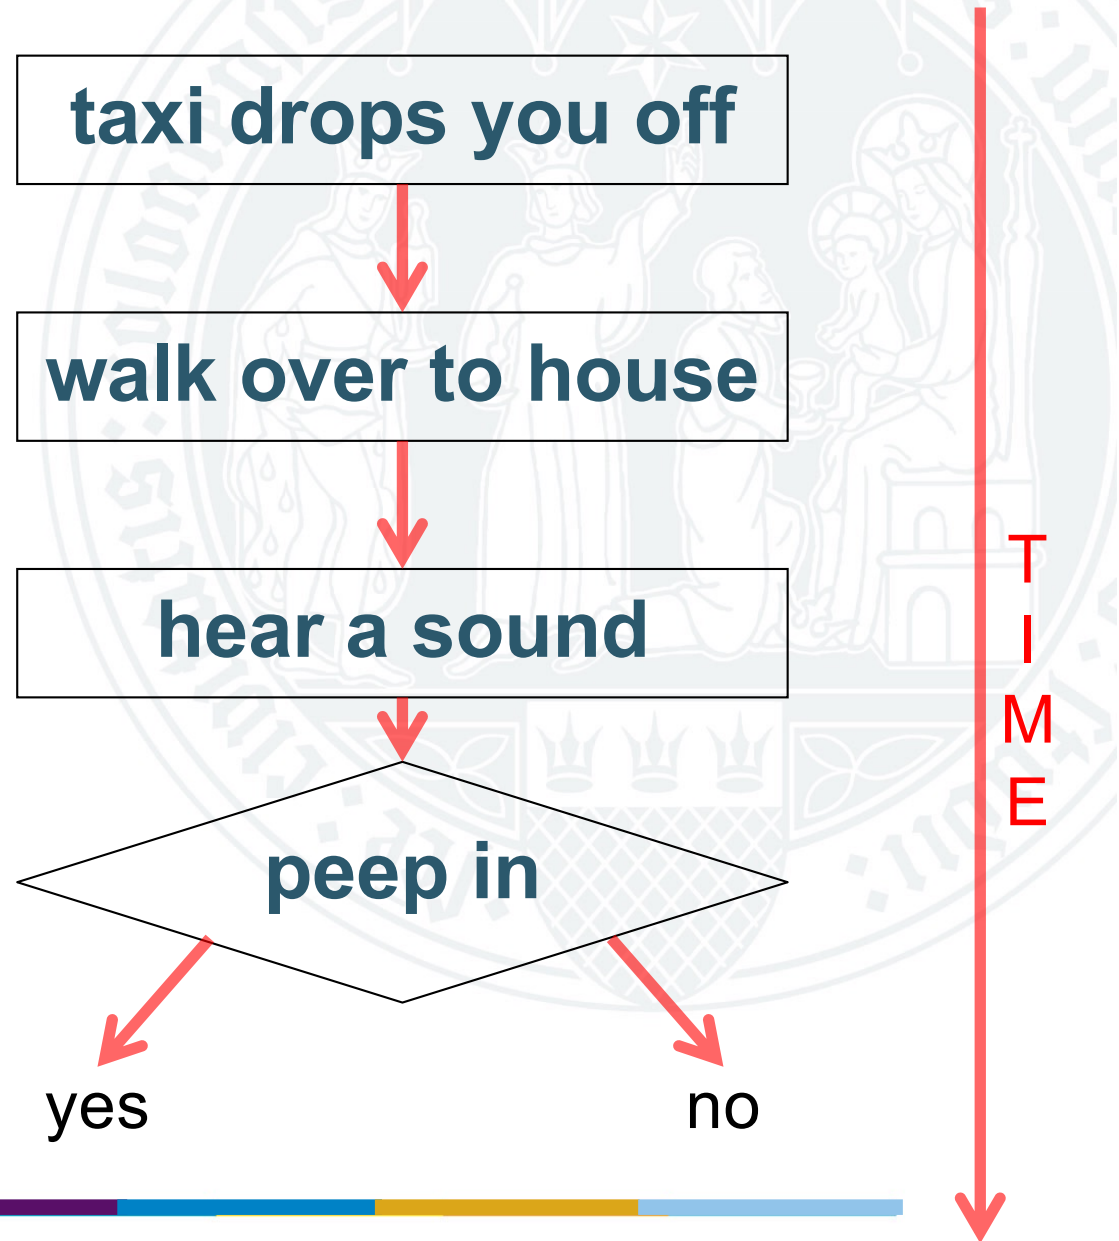 taxi drops you off
walk over to house
hear a sound
peep in
yes
no
T
I
M
E